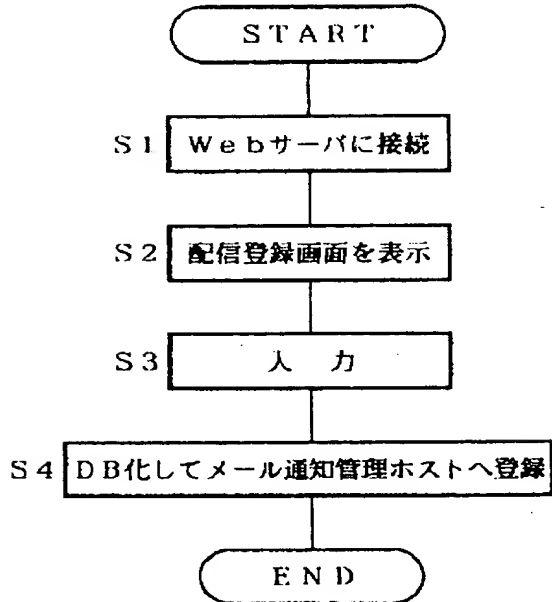 START
S1 Webサーバに接続
S2 配信登録画面を表示
S3 入 力
S4 DB化してメール通知管理ホストへ登録
END